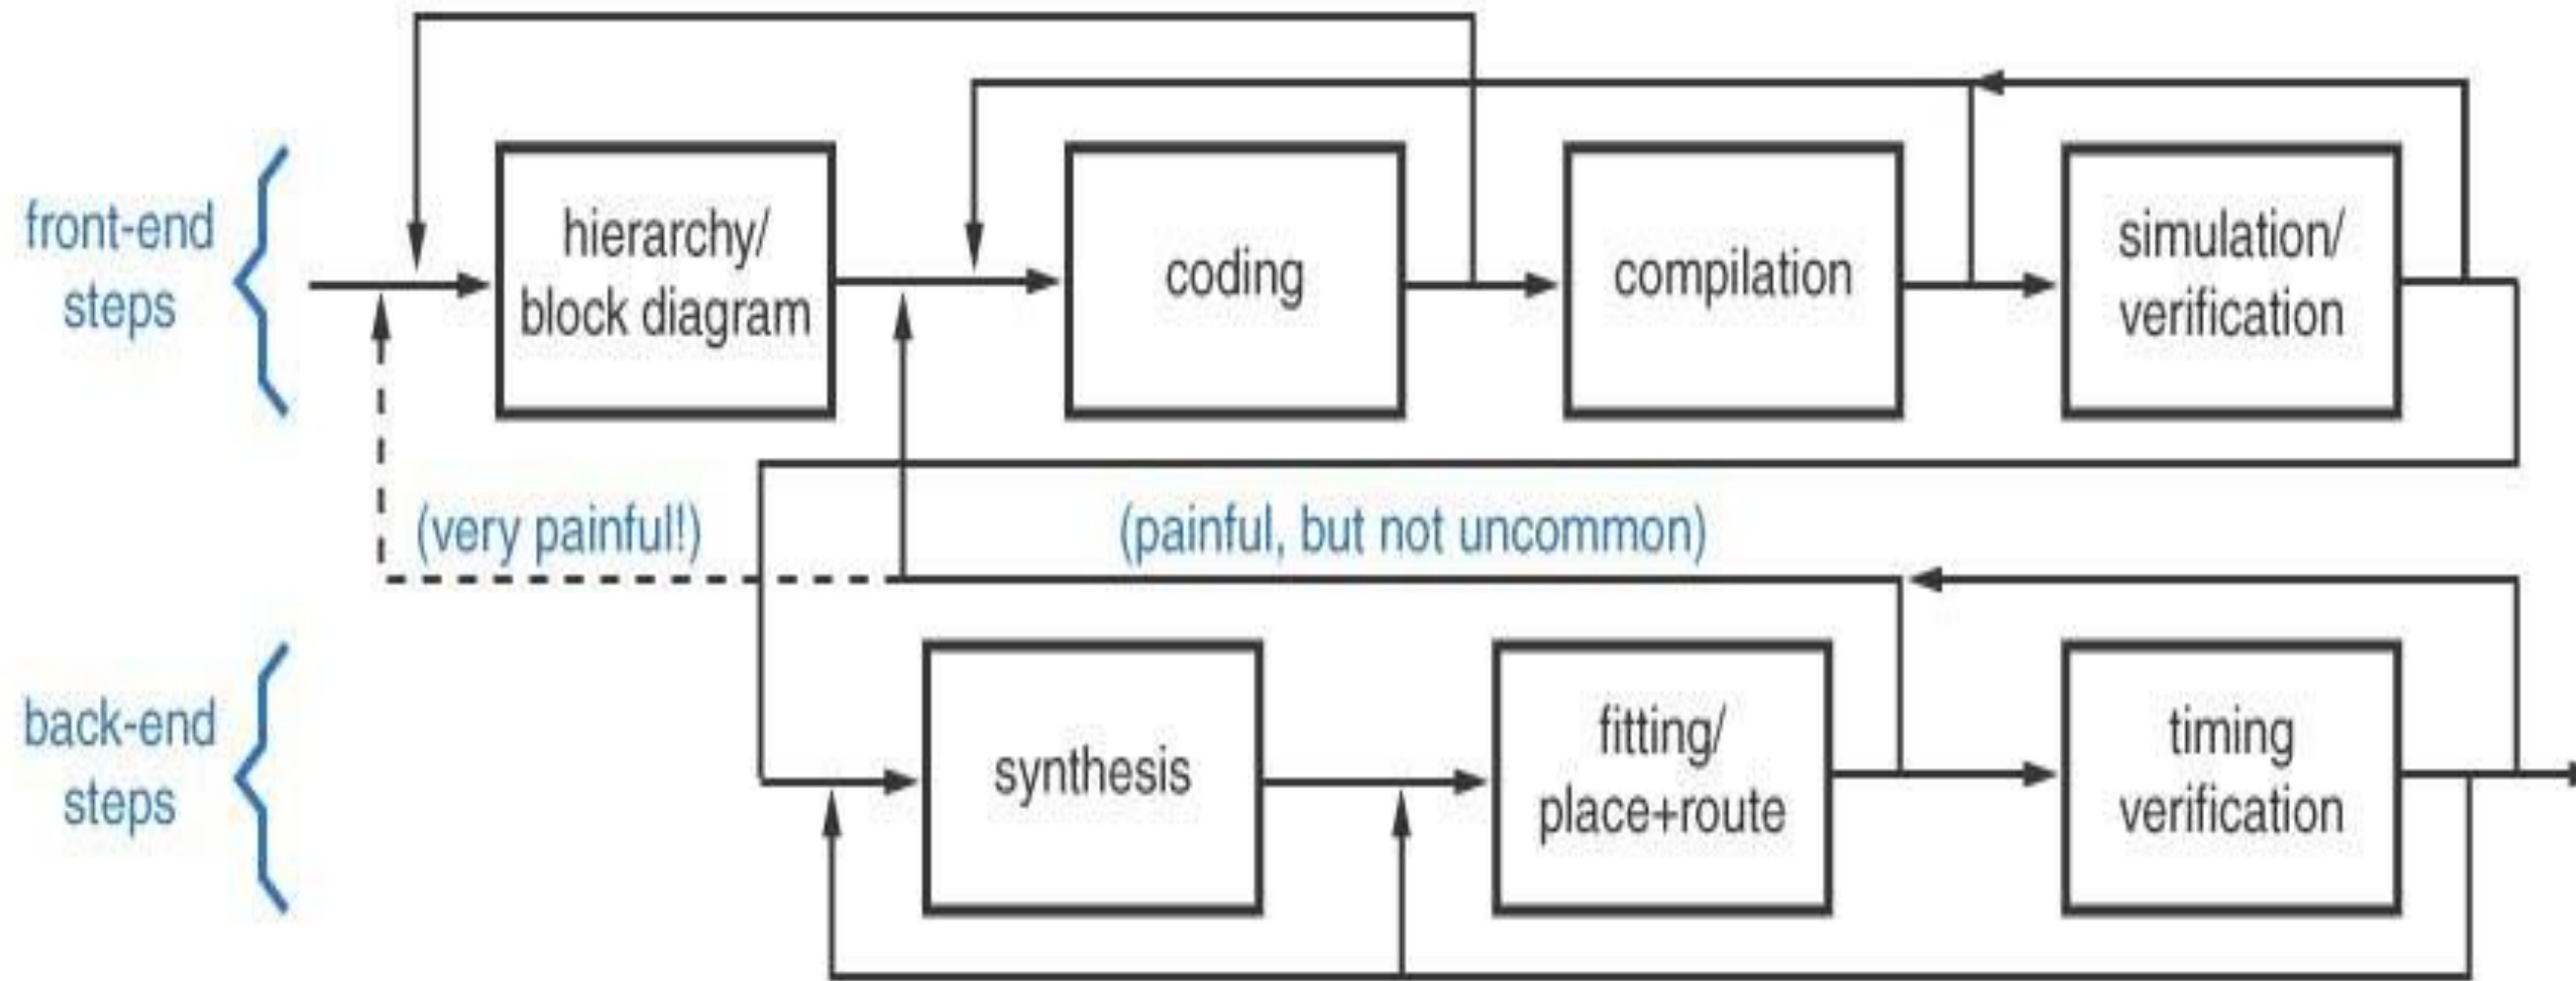 front-end
steps
hierarchy/
block diagram
coding
compilation
simulation/
verification
(very painful!)
(painful, but not uncommon)
back-end
steps
synthesis
fitting/
place+route
timing
verification